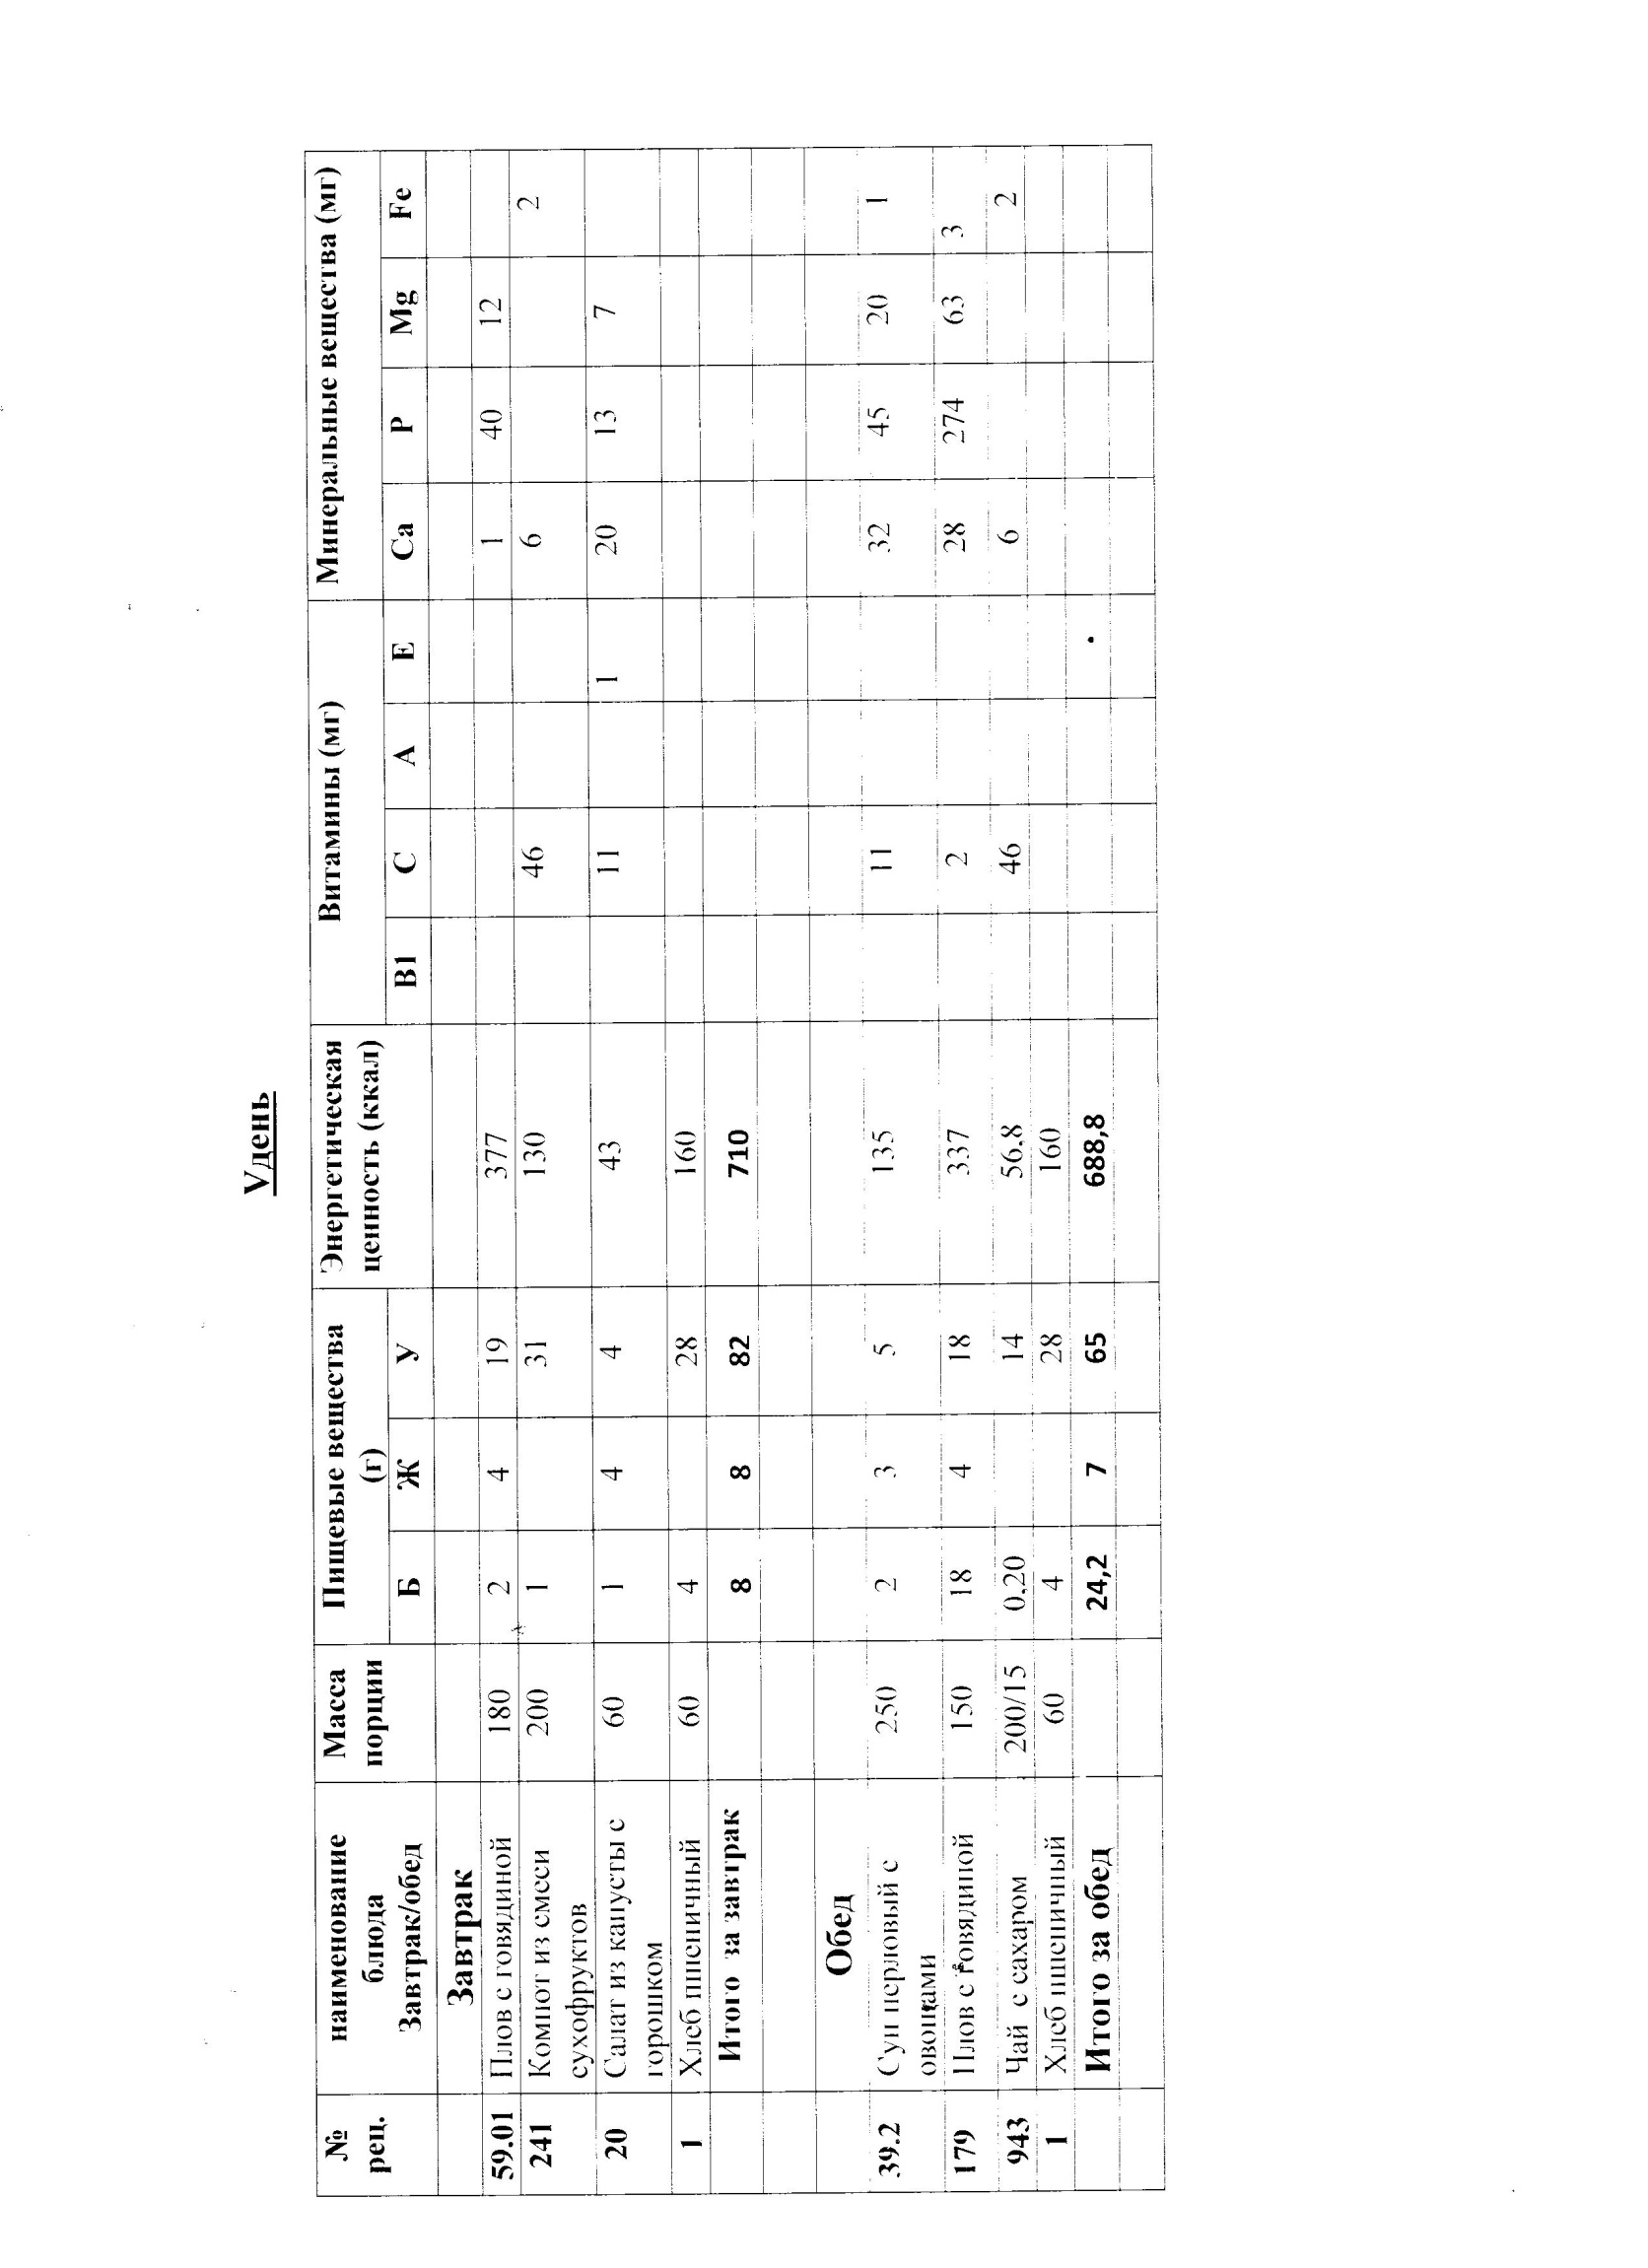 Vдень
№ рец. наименование блюда Завтрак/обед Масса порции Пищевые вещества (г) Энергетическая ценность (ккал) Витамины (мг) Минеральные вещества (мг)
Б Ж У В1 С А Е Ca P Mg Fe
Завтрак
59.01 Плов с говядиной 180 2 4 19 377 1 40 12
241 Компот из смеси 200 1 31 130 46 6 2
сухофруктов
20 Салат из капусты с 60 1 4 4 43 11 1 20 13 7
горошком
1 Хлеб пшеничный 60 4 28 160
Итого за завтрак 8 8 82 710
Обед
39.2 Суп перловый с 250 2 3 5 135 11 32 45 20 1
овощами
179 Плов с говядиной 150 18 4 18 337 2 28 274 63 3
943 Чай с сахаром 200/15 0,20 14 56,8 46 6 2
1 Хлеб пшеничный 60 4 28 160
Итого за обед 24,2 7 65 688,8